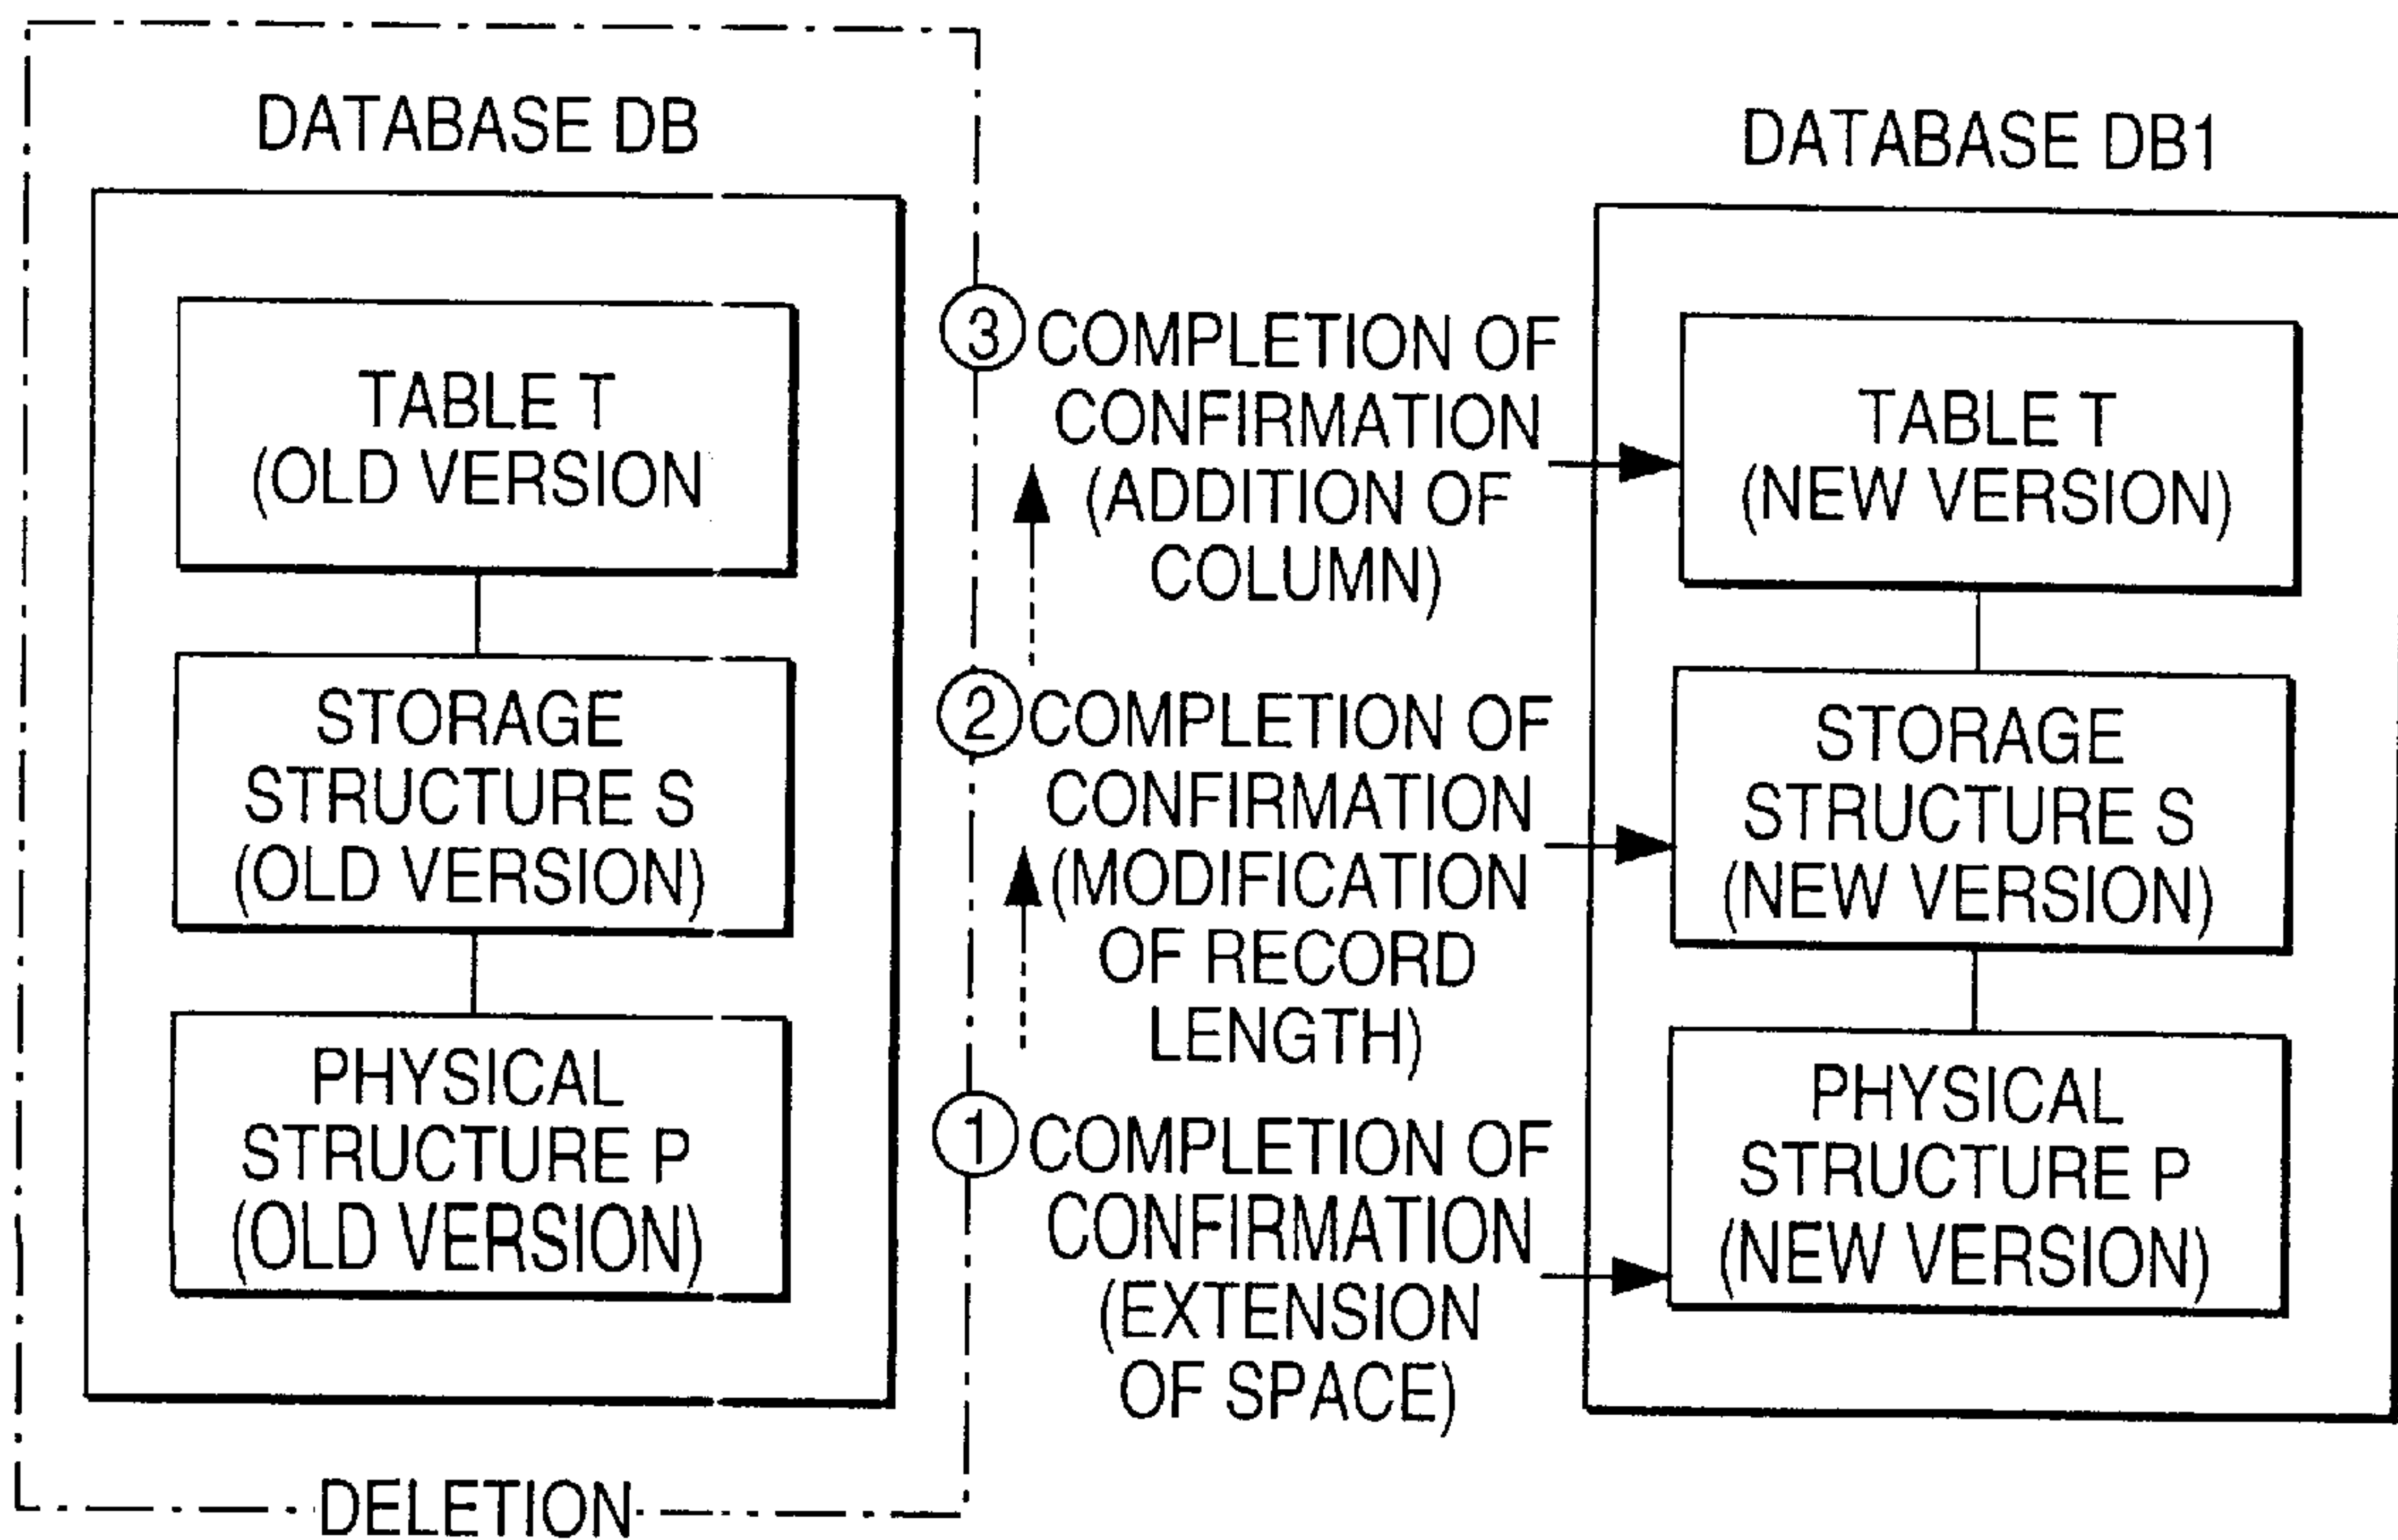 DATABASE DB
TABLE T
(OLD VERSION
STORAGE
STRUCTURE S
(OLD VERSION)
PHYSICAL
STRUCTURE P
(OLD VERSION)
DELETION
3 COMPLETION OF
CONFIRMATION
(ADDITION OF
COLUMN)
2 COMPLETION OF
CONFIRMATION
(MODIFICATION
OF RECORD
LENGTH)
1 COMPLETION OF
CONFIRMATION
(EXTENSION
OF SPACE)
DATABASE DB1
TABLE T
(NEW VERSION)
STORAGE
STRUCTURE S
(NEW VERSION)
PHYSICAL
STRUCTURE P
(NEW VERSION)